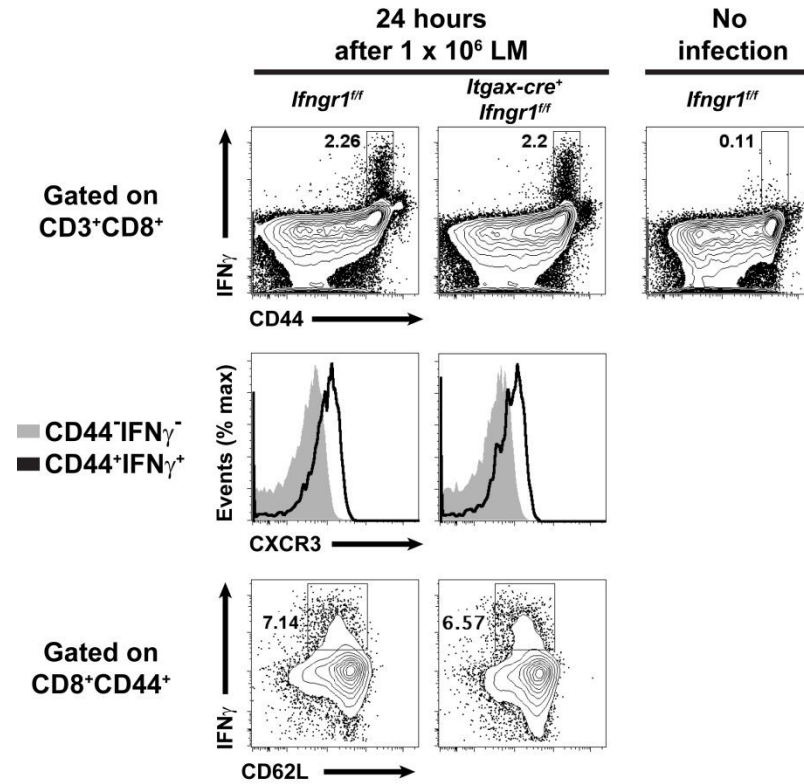 24 hours
after 1 x 10⁶ LM
No
infection
Ifngr1f/f
Itgax-cre⁺
Ifngr1f/f
Ifngr1f/f
Gated on
CD3⁺CD8⁺
2.26
2.2
0.11
IFNγ
CD44
CD44⁻IFNγ⁻
CD44⁺IFNγ⁺
Events (% max)
CXCR3
Gated on
CD8⁺CD44⁺
7.14
6.57
IFNγ
CD62L